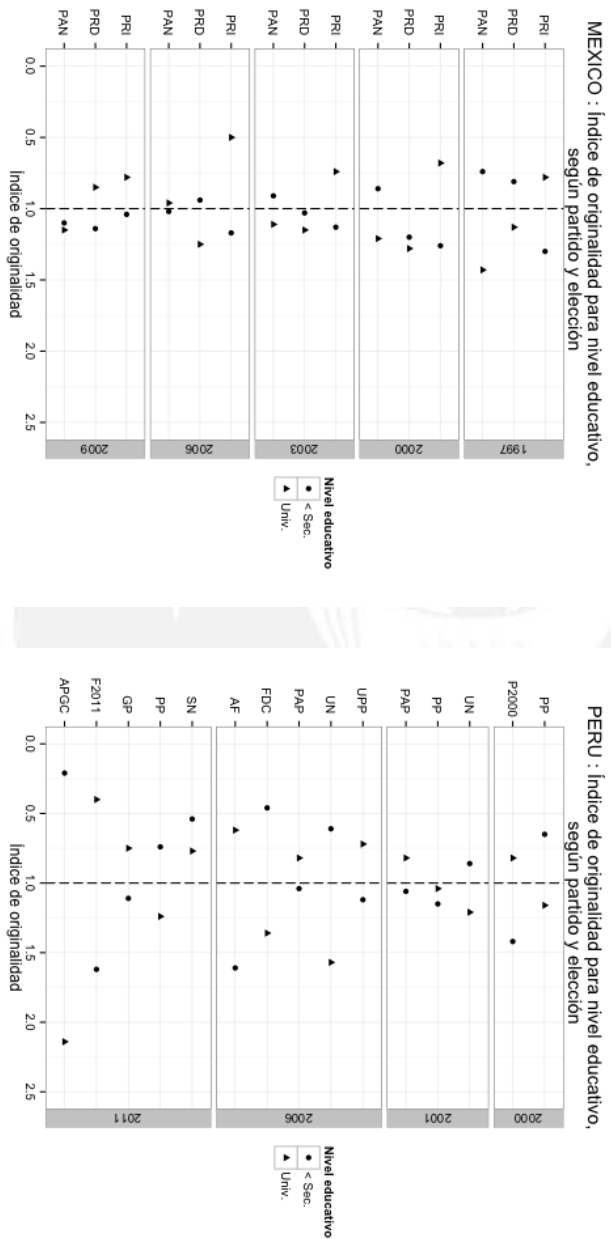 MEXICO : Índice de originalidad para nivel educativo,
según partido y elección
PRI
PRD
PAN
1997
PRI
PRD
PAN
2000
PRI
PRD
PAN
2003
PRI
PRD
PAN
2006
PRI
PRD
PAN
2009
0.0
0.5
1.0
1.5
2.0
2.5
Índice de originalidad
Nivel educativo
< Sec.
Univ.
PERU : Índice de originalidad para nivel educativo,
según partido y elección
PP
P2000
2000
UN
PP
PAP
2001
UPP
UN
PAP
FDC
AF
2006
SN
PP
GP
F2011
APGC
2011
0.0
0.5
1.0
1.5
2.0
2.5
Índice de originalidad
Nivel educativo
< Sec.
Univ.